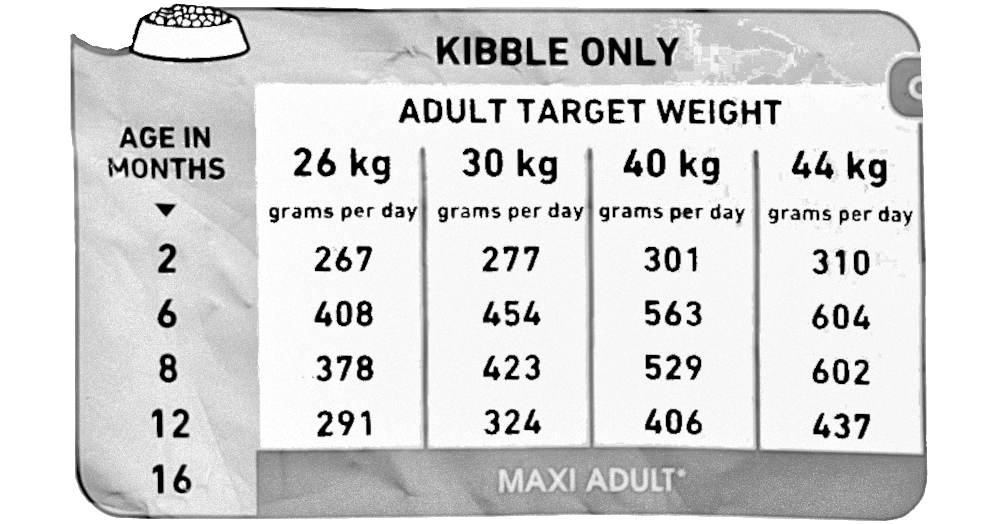 KIBBLE ONLY
ADULT TARGET WEIGHT
AGE IN
MONTHS
26 kg 30 kg 40 kg 44 kg
grams per day grams per day grams per day grams per day
2 267 277 301 310
6 408 454 563 604
8 378 423 529 602
12 291 324 406 437
16 MAXI ADULT*